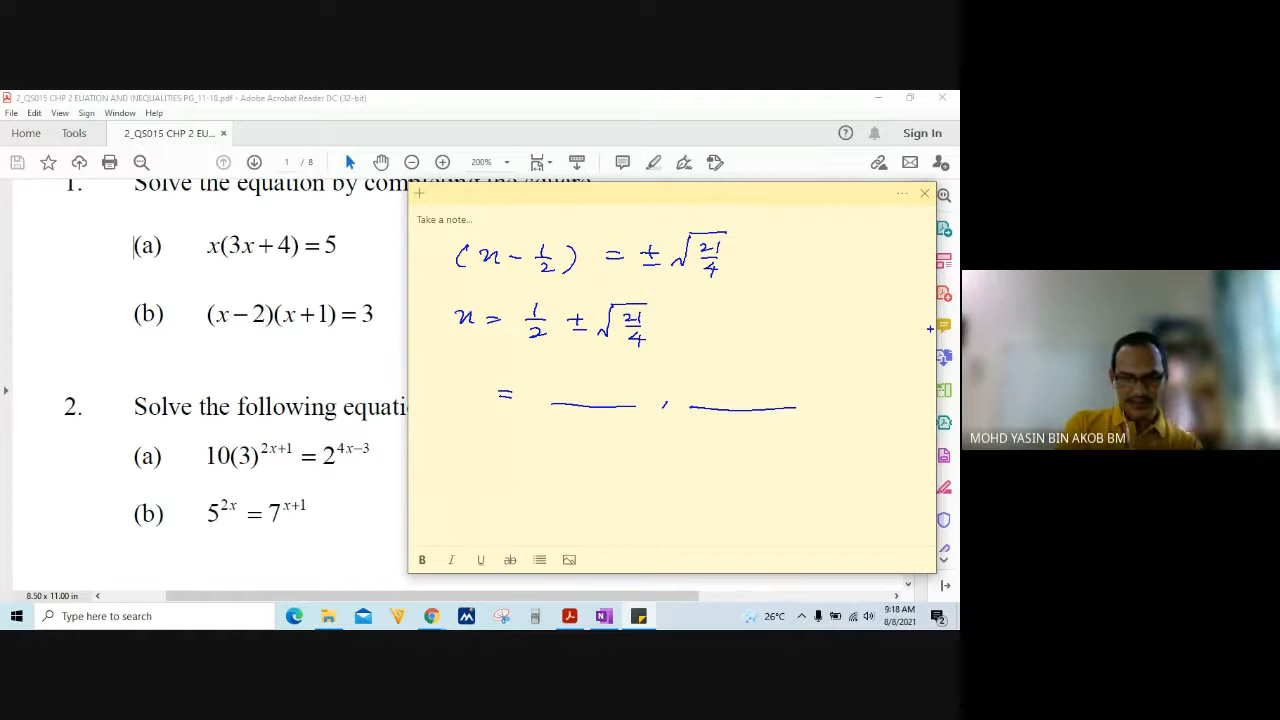 2_QS015 CHP 2 EUATION AND INEQUALITIES PG_11-18.pdf - Adobe Acrobat Reader DC (32-bit)
File Edit View Sign Window Help
Home Tools 2_QS015 CHP 2 EU... × Sign In
1 / 8 200%
1. Solve the equation by completing the square
(a) x(3x + 4) = 5
(b) (x − 2)(x + 1) = 3
2. Solve the following equati
(a) 10(3)^{2x+1} = 2^{4x−3}
(b) 5^{2x} = 7^{x+1}
Take a note...
(x − 1/2) = ± √(21/4)
x = 1/2 ± √(21/4)
= ____ , ____
B I U ab
8.50 x 11.00 in
Type here to search
26°C
9:18 AM
8/8/2021
2
MOHD YASIN BIN AKOB BM